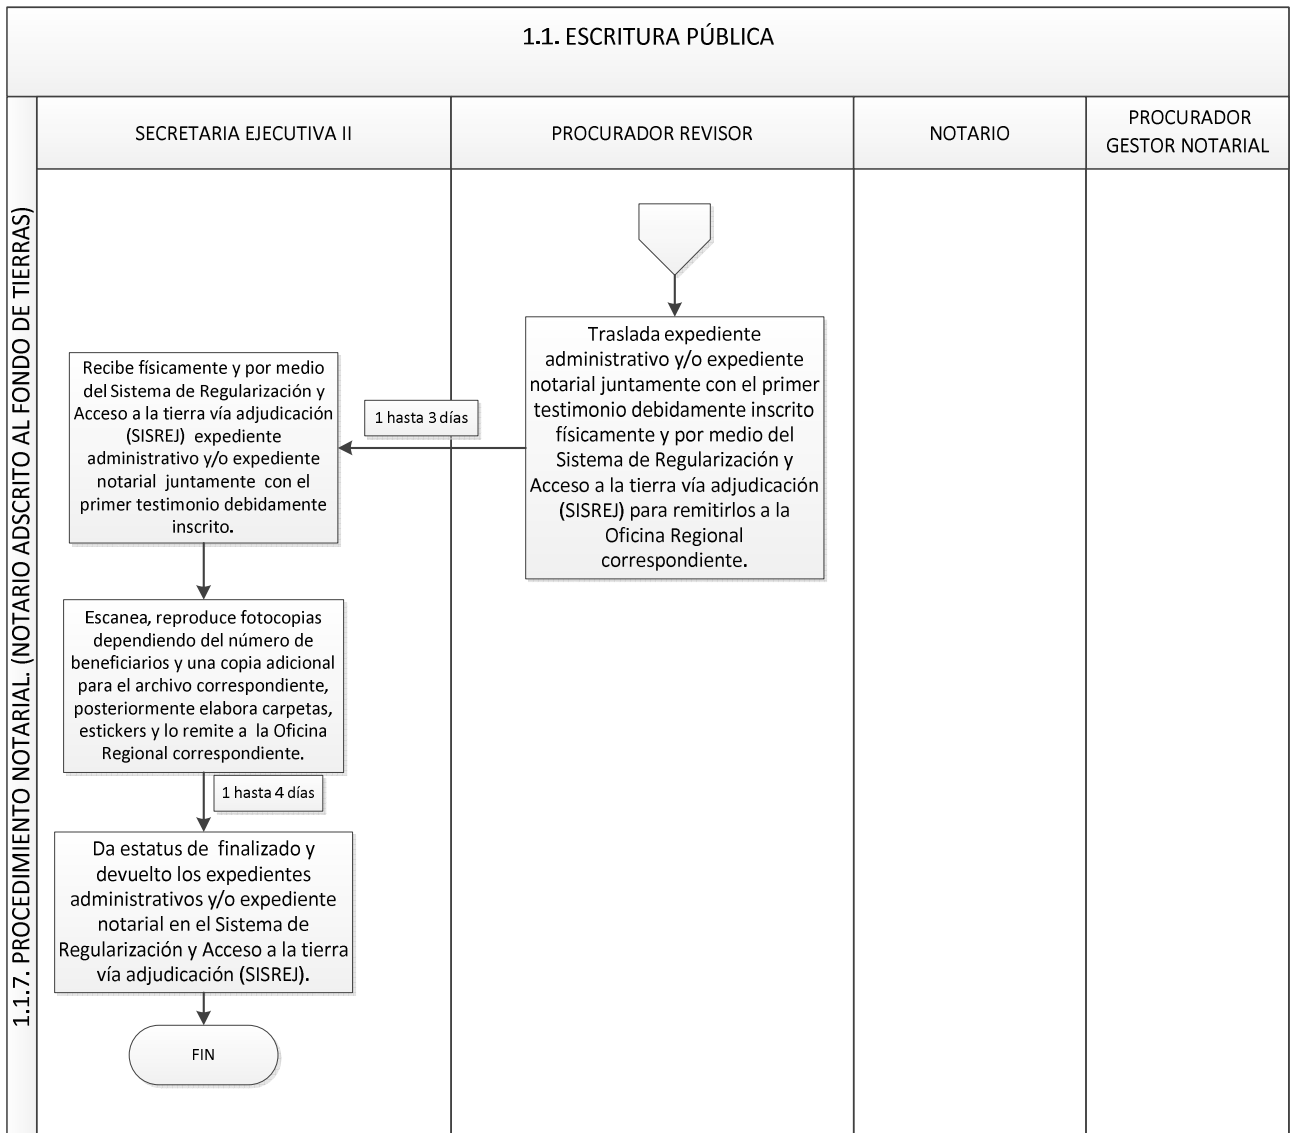 1.1. ESCRITURA PÚBLICA
SECRETARIA EJECUTIVA II
PROCURADOR REVISOR
NOTARIO
PROCURADOR
GESTOR NOTARIAL
1.1.7. PROCEDIMIENTO NOTARIAL. (NOTARIO ADSCRITO AL FONDO DE TIERRAS)
Traslada expediente
administrativo y/o expediente
notarial juntamente con el primer
testimonio debidamente inscrito
físicamente y por medio del
Sistema de Regularización y
Acceso a la tierra vía adjudicación
(SISREJ) para remitirlos a la
Oficina Regional
correspondiente.
1 hasta 3 días
Recibe físicamente y por medio
del Sistema de Regularización y
Acceso a la tierra vía adjudicación
(SISREJ) expediente
administrativo y/o expediente
notarial juntamente con el
primer testimonio debidamente
inscrito.
Escanea, reproduce fotocopias
dependiendo del número de
beneficiarios y una copia adicional
para el archivo correspondiente,
posteriormente elabora carpetas,
estickers y lo remite a la Oficina
Regional correspondiente.
1 hasta 4 días
Da estatus de finalizado y
devuelto los expedientes
administrativos y/o expediente
notarial en el Sistema de
Regularización y Acceso a la tierra
vía adjudicación (SISREJ).
FIN